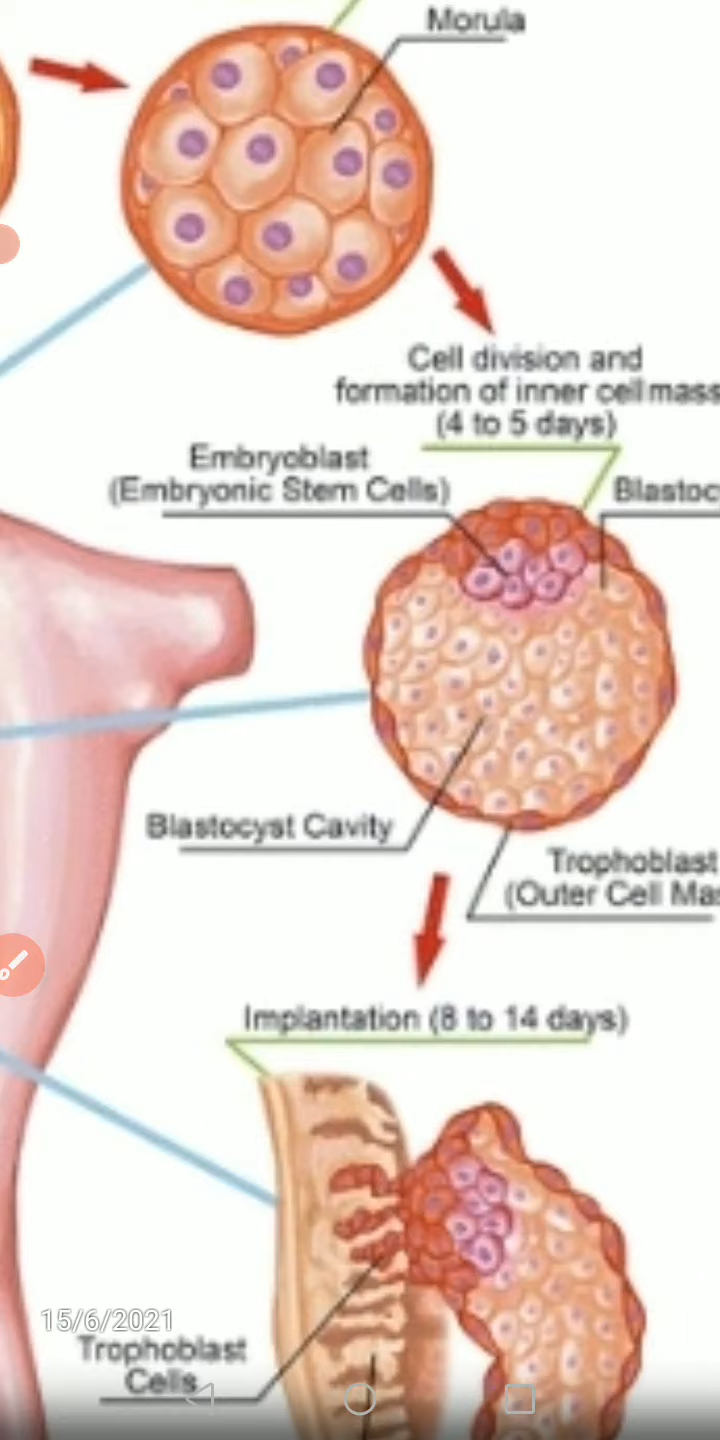 Morula
Cell division and
formation of inner cell mass
(4 to 5 days)
Embryoblast
(Embryonic Stem Cells)
Blastoc
Blastocyst Cavity
Trophoblast
(Outer Cell Mas
Implantation (8 to 14 days)
15/6/2021
Trophoblast
Cells